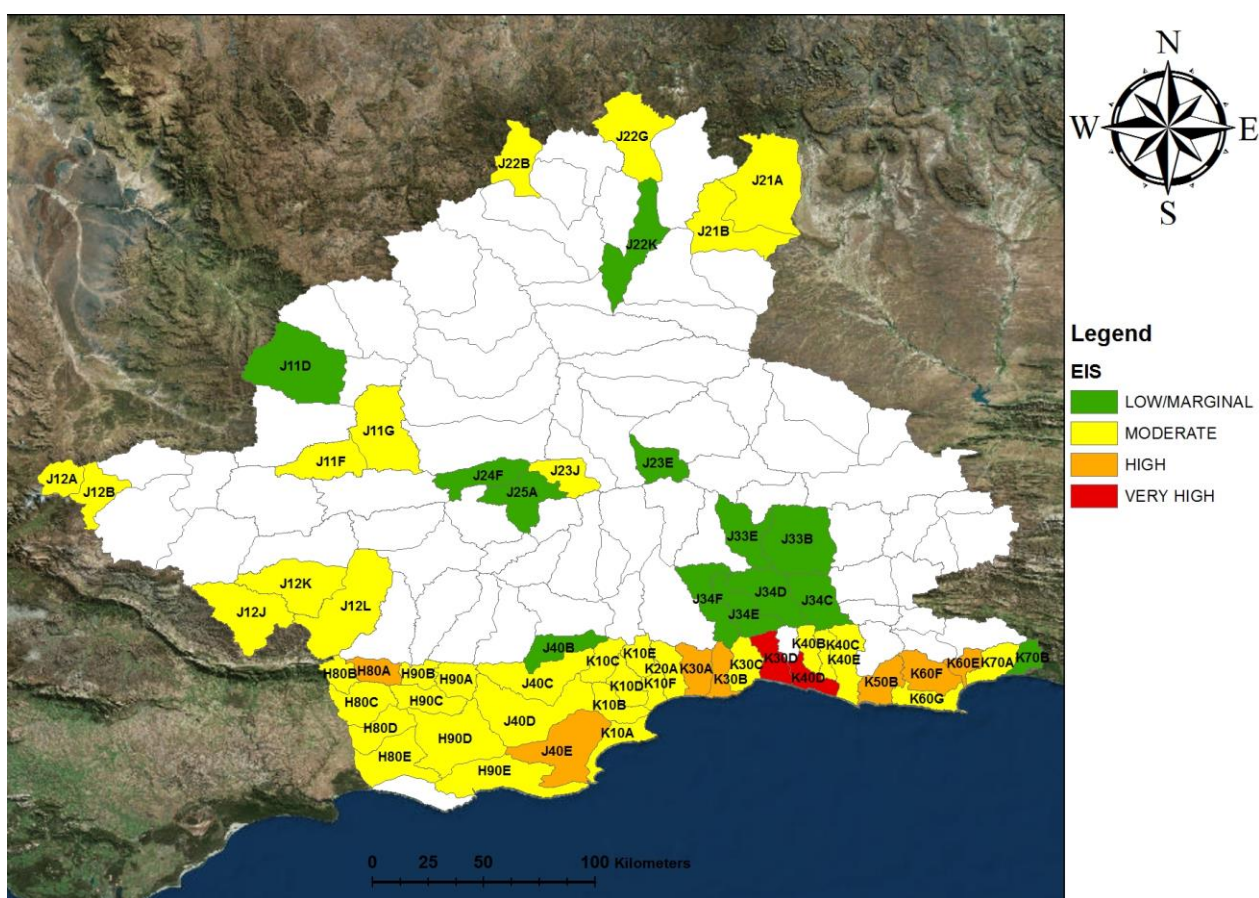 N
W
E
S
J22G
J22B
J21A
J21B
J22K
J11D
J11G
J11F
J12A
J12B
J24F
J25A
J23J
J23E
J33E
J33B
J12K
J12J
J12L
J34F
J34D
J34C
J34E
J40B
K10E
K10C
K20A
K30A
K30C
K30D
K40B
K40C
K40E
K60E
K70A
K70B
H80B
H80A
H90B
H90A
J40C
K10D
K10F
K30B
K40D
K50B
K60F
K60G
H80C
H90C
K10B
J40D
K10A
H80D
H90D
H80E
J40E
H90E
0 25 50 100 Kilometers
Legend
EIS
LOW/MARGINAL
MODERATE
HIGH
VERY HIGH